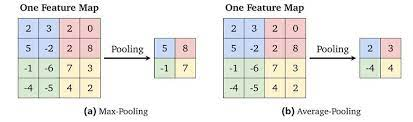 One Feature Map One Feature Map
2 3 2 0 2 3 2 0
5 -2 2 8 Pooling 5 8 5 -2 2 8 Pooling 2 3
-1 -6 7 3 -1 7 -1 -6 7 3 -4 4
-4 -5 4 2 -4 -5 4 2
(a) Max-Pooling (b) Average-Pooling